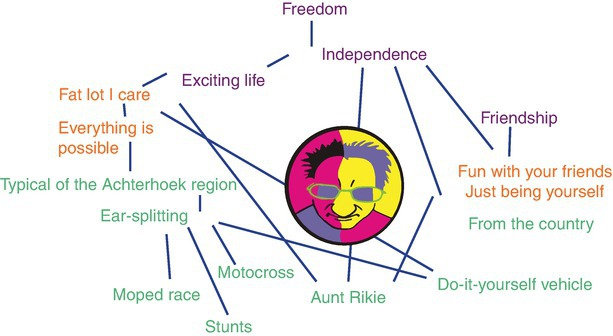 Freedom
Independence
Exciting life
Fat lot I care
Friendship
Everything is
possible
Fun with your friends
Just being yourself
Typical of the Achterhoek region
Ear-splitting
From the country
Motocross
Do-it-yourself vehicle
Moped race
Aunt Rikie
Stunts